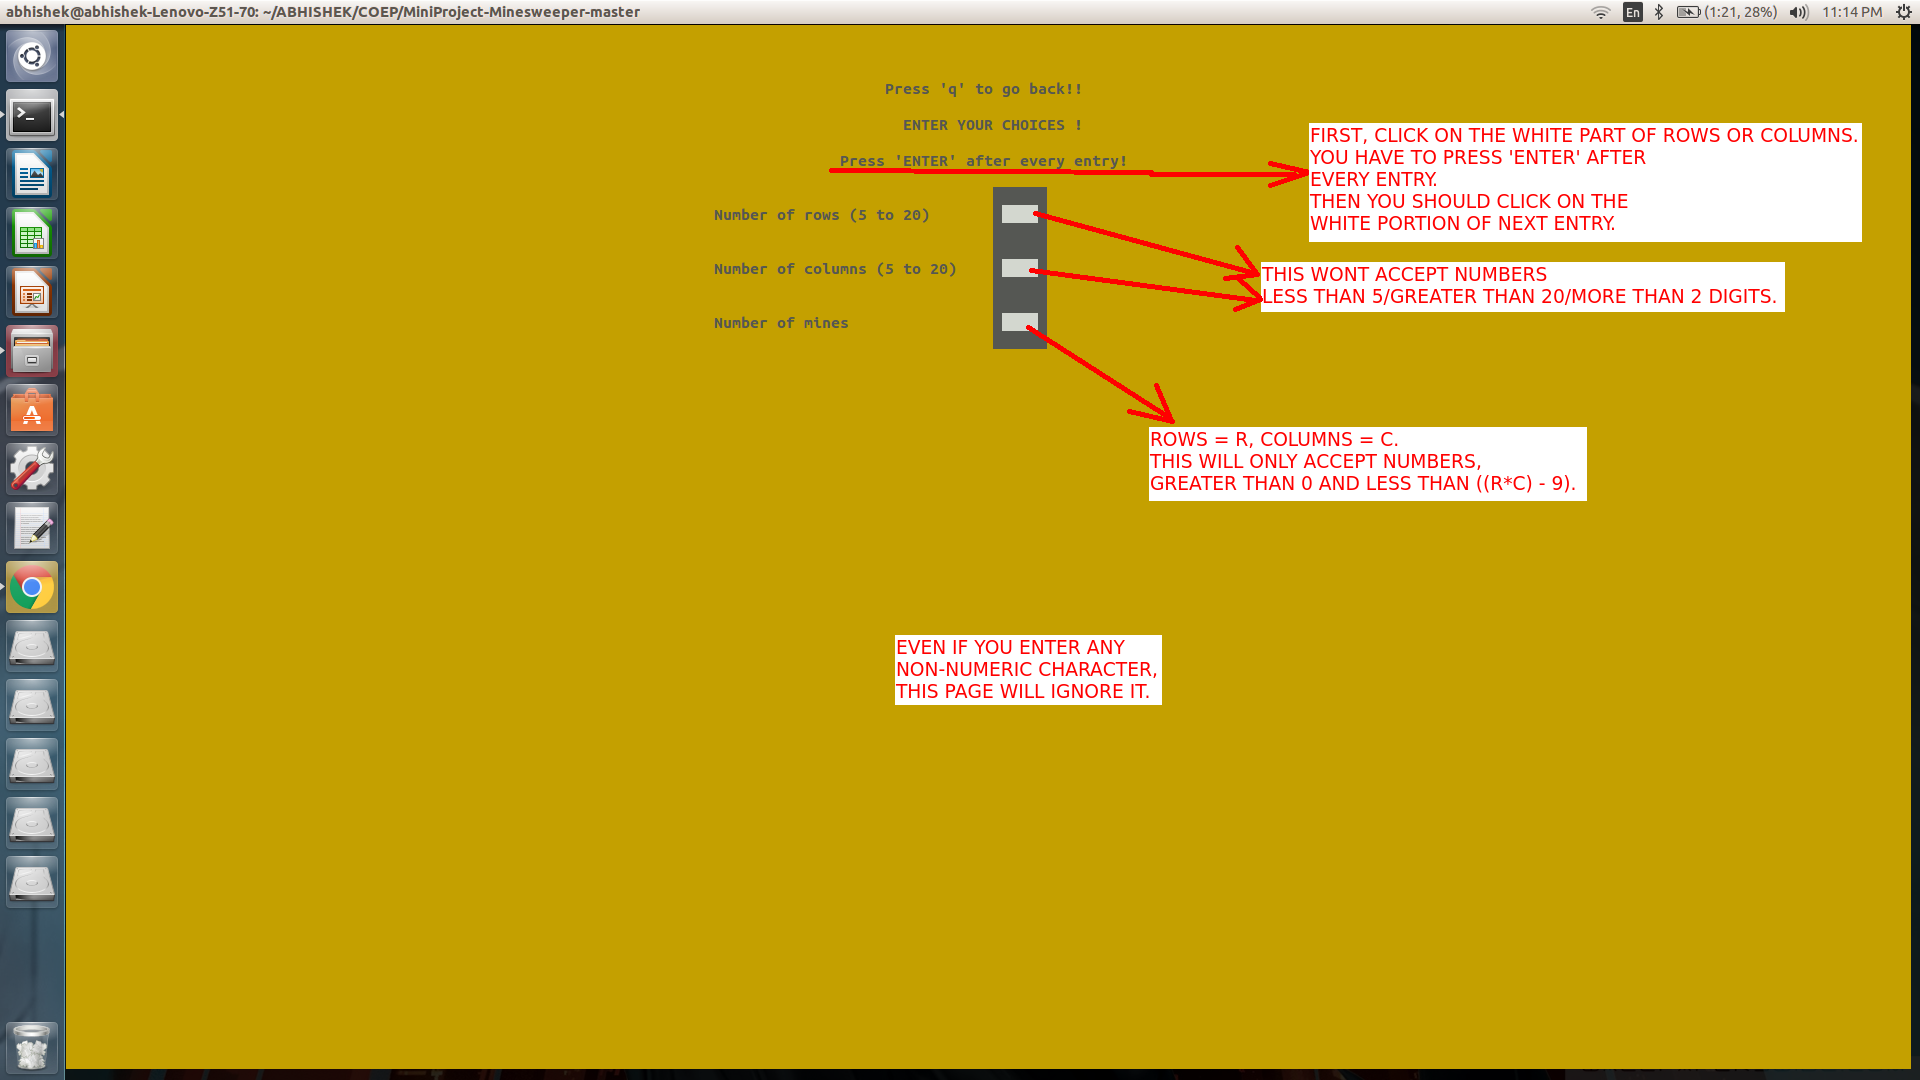 abhishek@abhishek-Lenovo-Z51-70: ~/ABHISHEK/COEP/MiniProject-Minesweeper-master
En
(1:21, 28%)
11:14 PM
Press 'q' to go back!!
ENTER YOUR CHOICES !
Press 'ENTER' after every entry!
FIRST, CLICK ON THE WHITE PART OF ROWS OR COLUMNS.
YOU HAVE TO PRESS 'ENTER' AFTER
EVERY ENTRY.
THEN YOU SHOULD CLICK ON THE
WHITE PORTION OF NEXT ENTRY.
Number of rows (5 to 20)
Number of columns (5 to 20)
THIS WONT ACCEPT NUMBERS
LESS THAN 5/GREATER THAN 20/MORE THAN 2 DIGITS.
Number of mines
ROWS = R, COLUMNS = C.
THIS WILL ONLY ACCEPT NUMBERS,
GREATER THAN 0 AND LESS THAN ((R*C) - 9).
EVEN IF YOU ENTER ANY
NON-NUMERIC CHARACTER,
THIS PAGE WILL IGNORE IT.